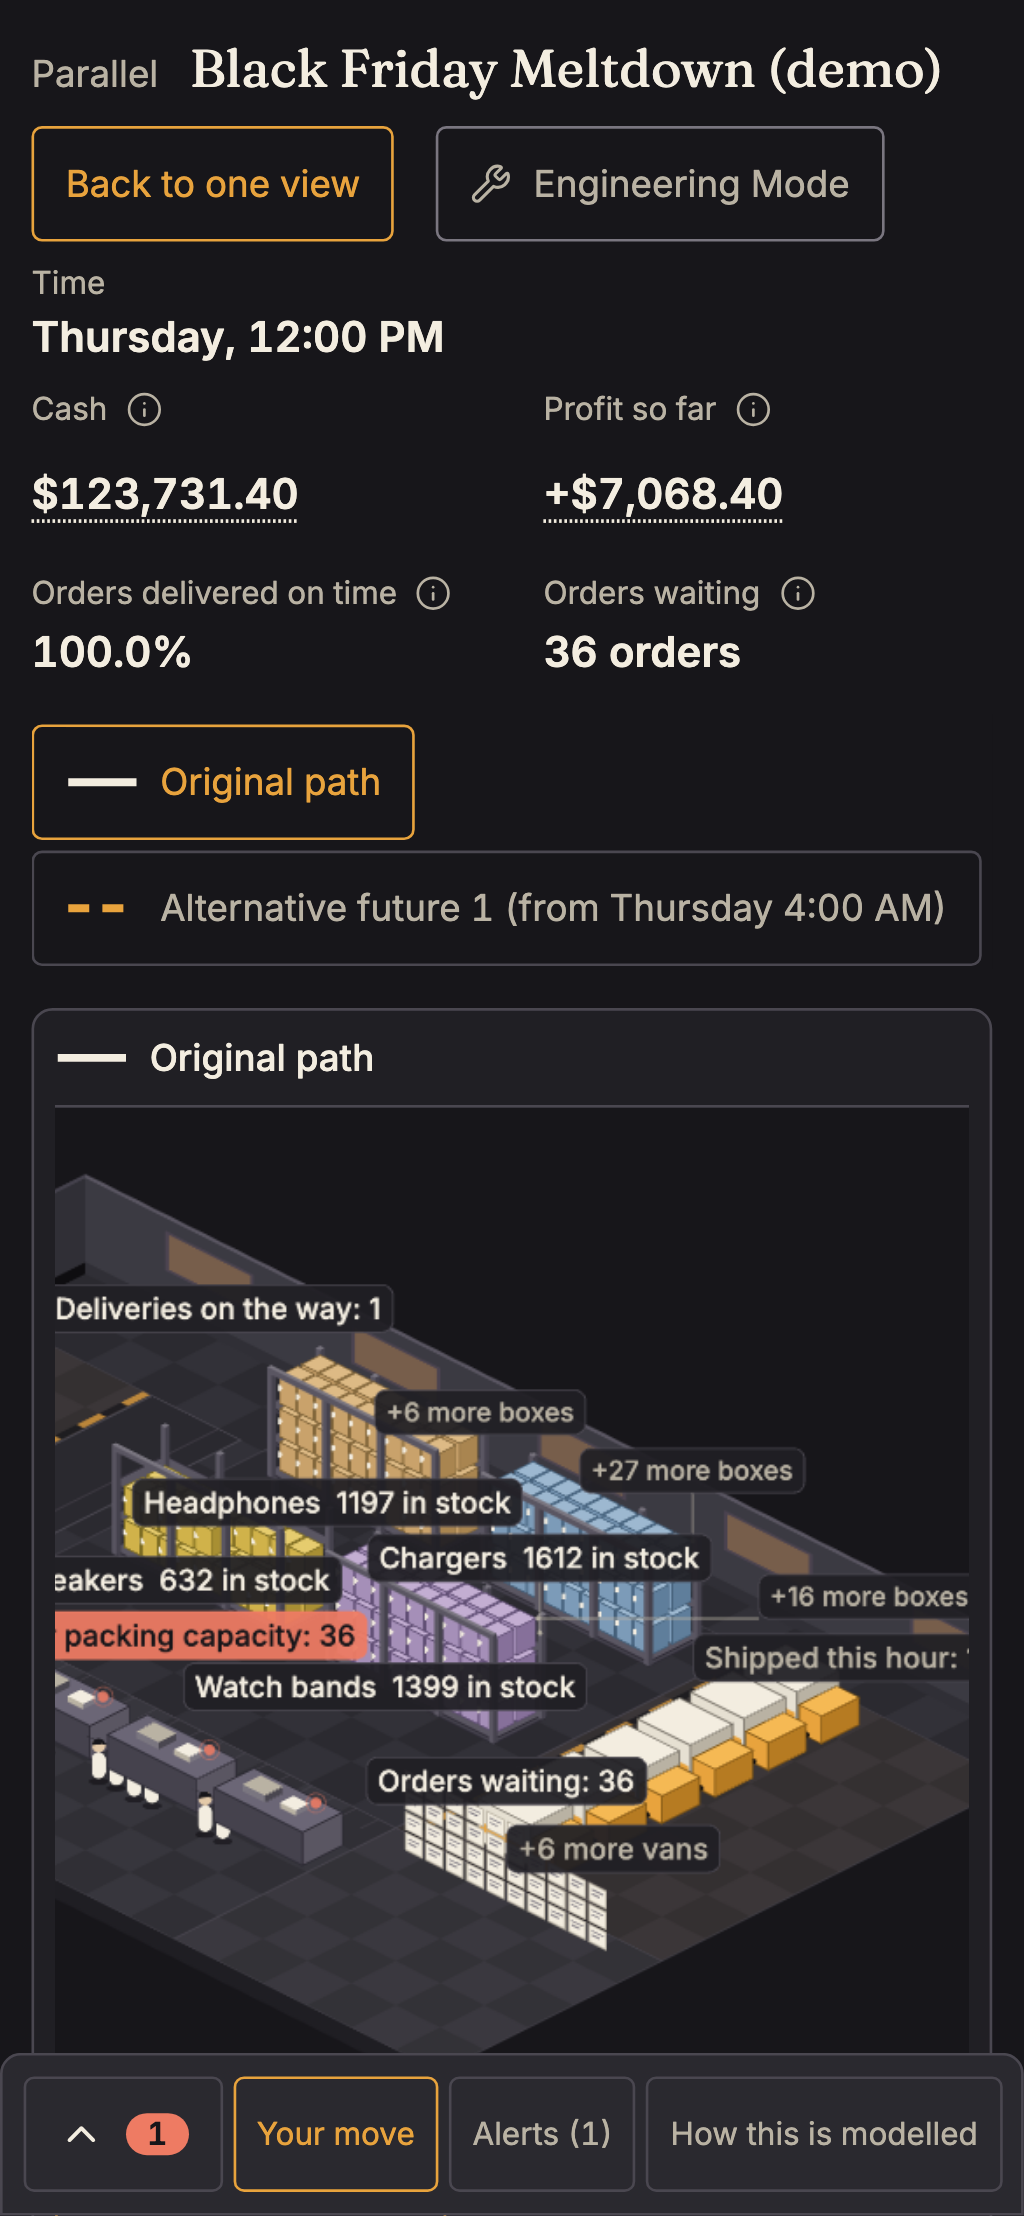 Parallel Black Friday Meltdown (demo)
Back to one view
Engineering Mode
Time
Thursday, 12:00 PM
Cash
Profit so far
$123,731.40
+$7,068.40
Orders delivered on time
Orders waiting
100.0%
36 orders
Original path
Alternative future 1 (from Thursday 4:00 AM)
Original path
Deliveries on the way: 1
+6 more boxes
+27 more boxes
Headphones 1197 in stock
Chargers 1612 in stock
eakers 632 in stock
+16 more boxes
packing capacity: 36
Shipped this hour:
Watch bands 1399 in stock
Orders waiting: 36
+6 more vans
1
Your move
Alerts (1)
How this is modelled